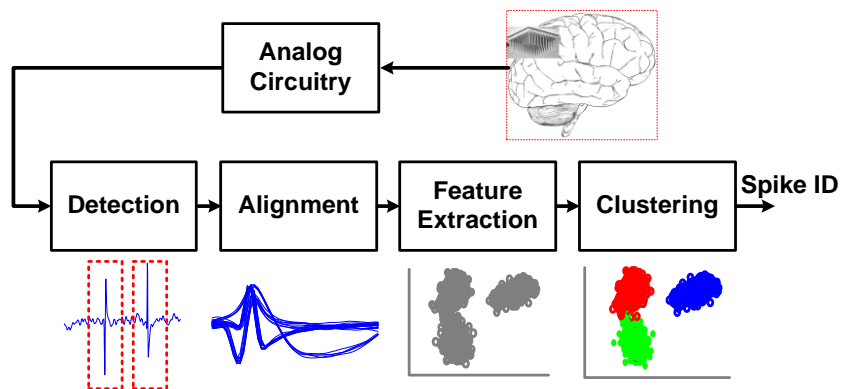 Analog
Circuitry
Detection
Alignment
Feature
Extraction
Clustering
Spike ID